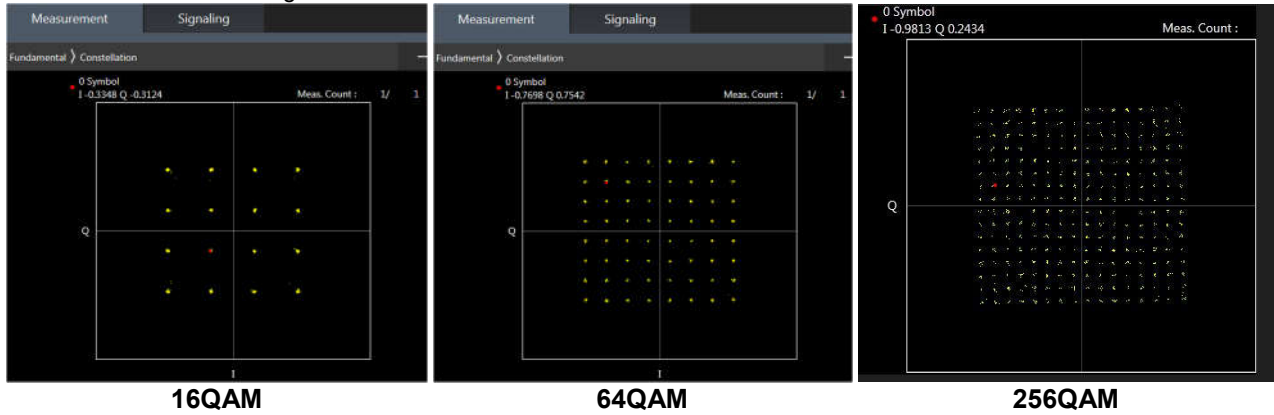 Measurement Signaling
Fundamental 〉 Constellation
0 Symbol
I -0.3348 Q -0.3124 Meas. Count : 1/ 1
Q
I
16QAM
Measurement Signaling
Fundamental 〉 Constellation
0 Symbol
I -0.7698 Q 0.7542 Meas. Count : 1/ 1
Q
I
64QAM
0 Symbol
I -0.9813 Q 0.2434 Meas. Count :
Q
256QAM